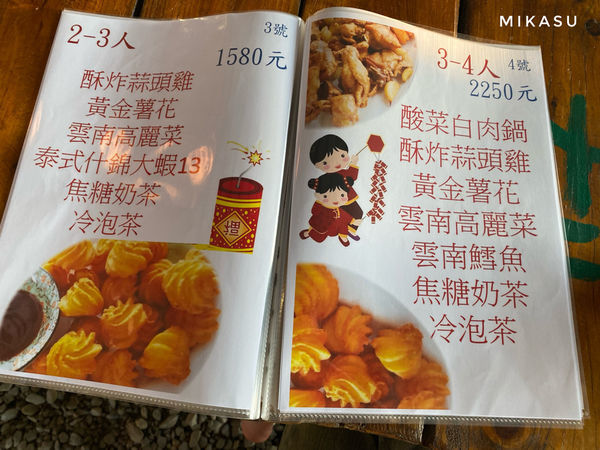 MIKASU
2-3人
3號
1580元
酥炸蒜頭雞
黃金薯花
雲南高麗菜
泰式什錦大蝦13
焦糖奶茶
冷泡茶
3-4人
4號
2250元
酸菜白肉鍋
酥炸蒜頭雞
黃金薯花
雲南高麗菜
雲南鱈魚
焦糖奶茶
冷泡茶